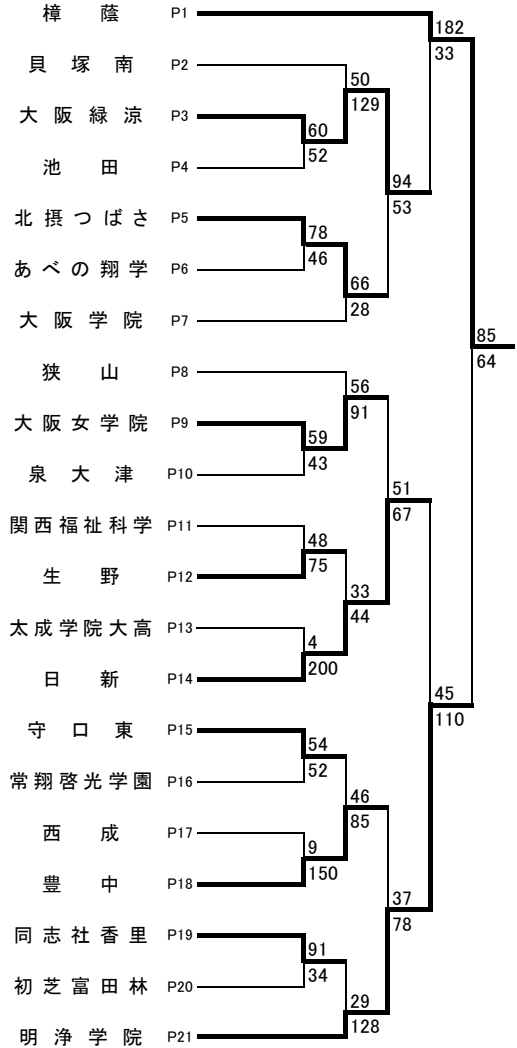 樟蔭 P1
182
33
貝塚南 P2
50
129
大阪緑涼 P3
60
52
池田 P4
94
53
北摂つばさ P5
78
46
あべの翔学 P6
66
28
大阪学院 P7
85
64
狭山 P8
56
91
大阪女学院 P9
59
43
泉大津 P10
51
67
関西福祉科学 P11
48
75
生野 P12
33
44
太成学院大高 P13
4
200
日新 P14
45
110
守口東 P15
54
52
常翔啓光学園 P16
46
85
西成 P17
9
150
豊中 P18
37
78
同志社香里 P19
91
34
初芝富田林 P20
29
128
明浄学院 P21